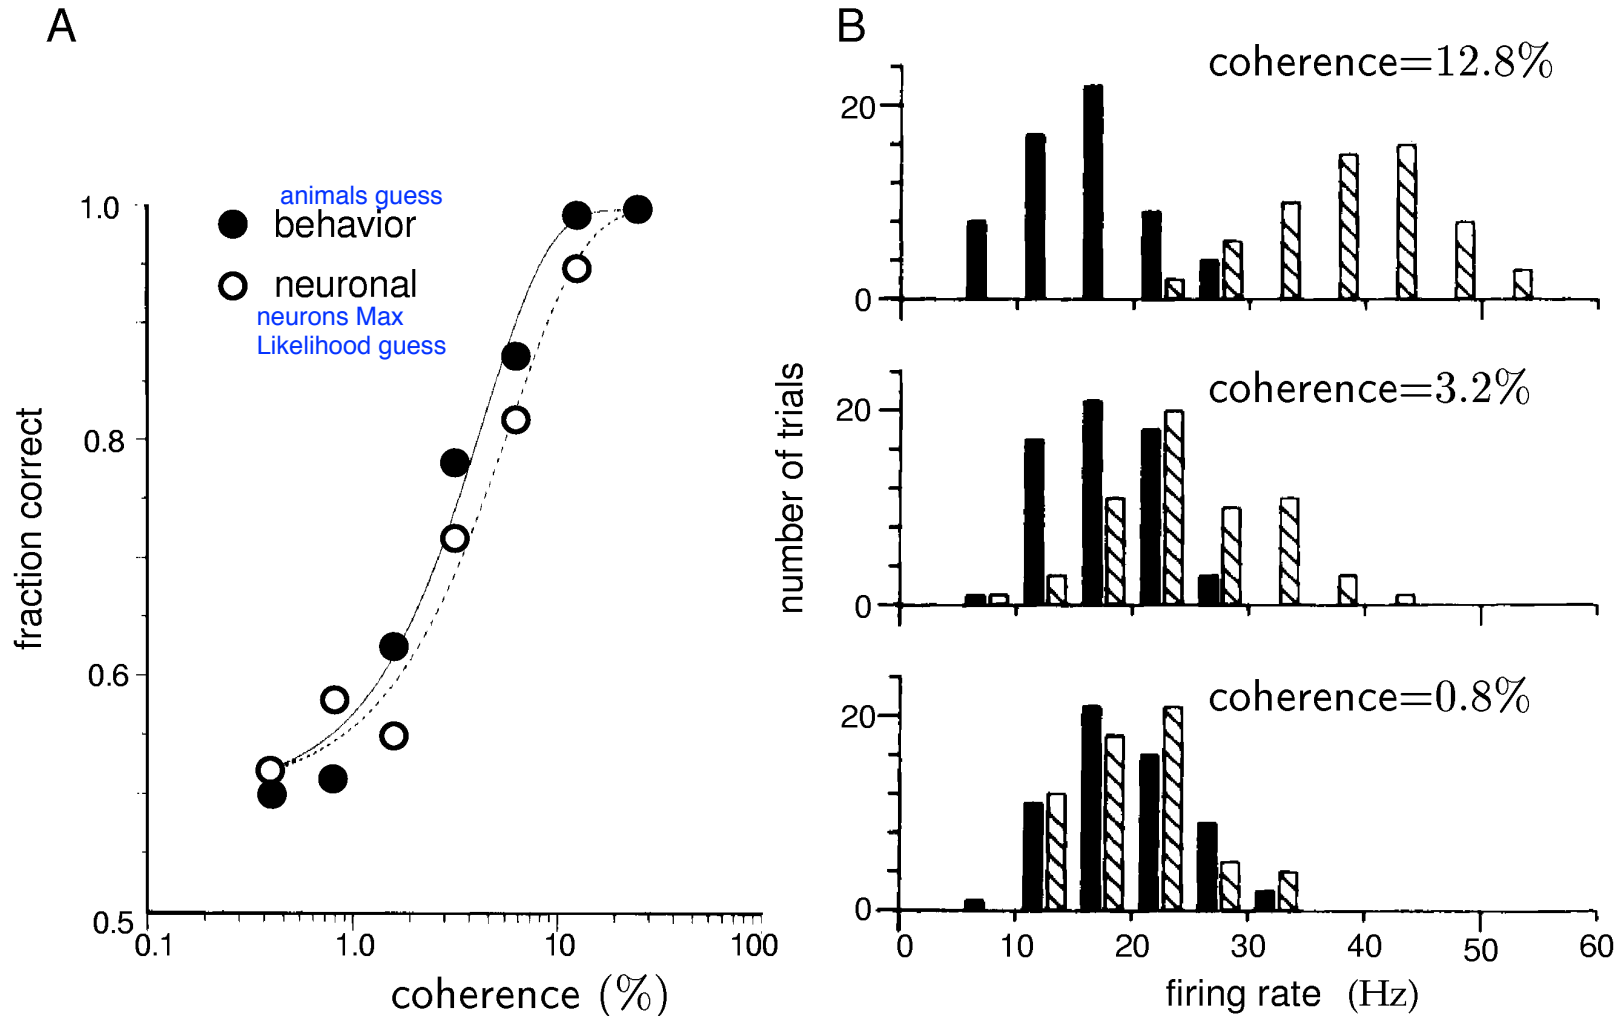 A
animals guess
behavior
neuronal
neurons Max
Likelihood guess
1.0
0.8
0.6
0.5
fraction correct
0.1
1.0
10
100
coherence (%)
B
coherence=12.8%
20
0
coherence=3.2%
20
0
number of trials
coherence=0.8%
20
0
0
10
20
30
40
50
60
firing rate (Hz)